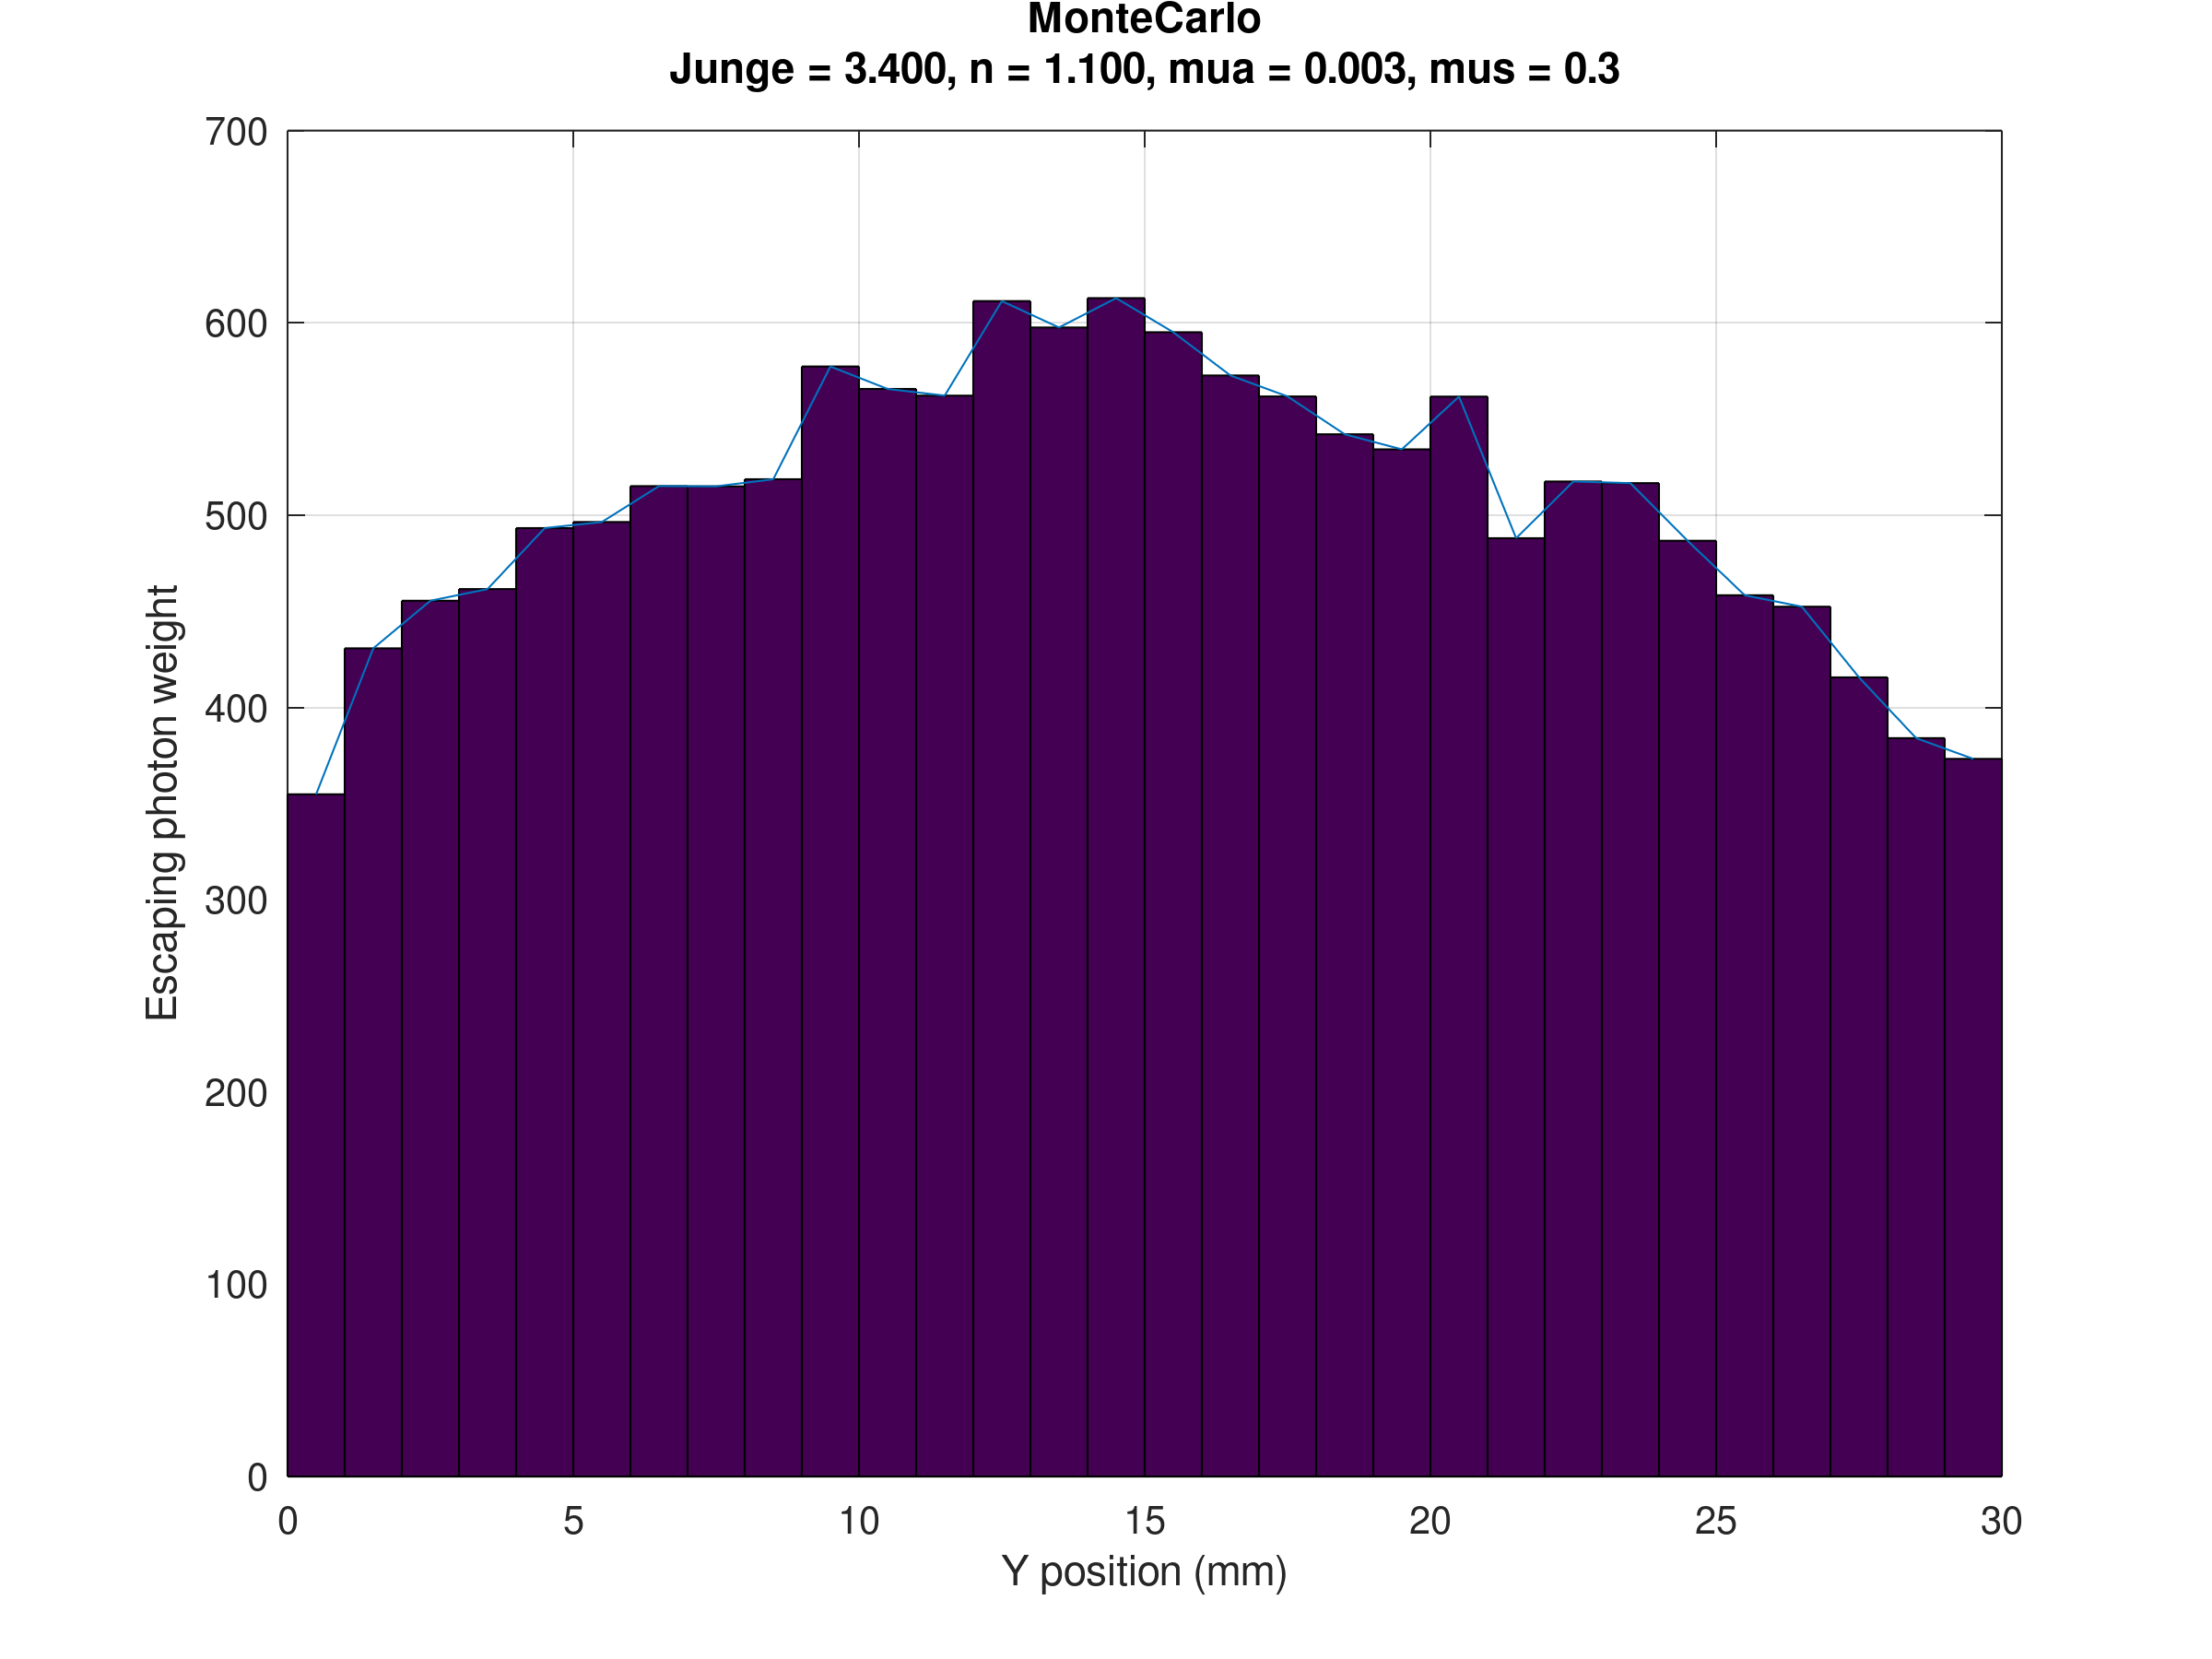 MonteCarlo
Junge = 3.400, n = 1.100, mua = 0.003, mus = 0.3
700
600
500
400
300
200
100
0
Escaping photon weight
0 5 10 15 20 25 30
Y position (mm)